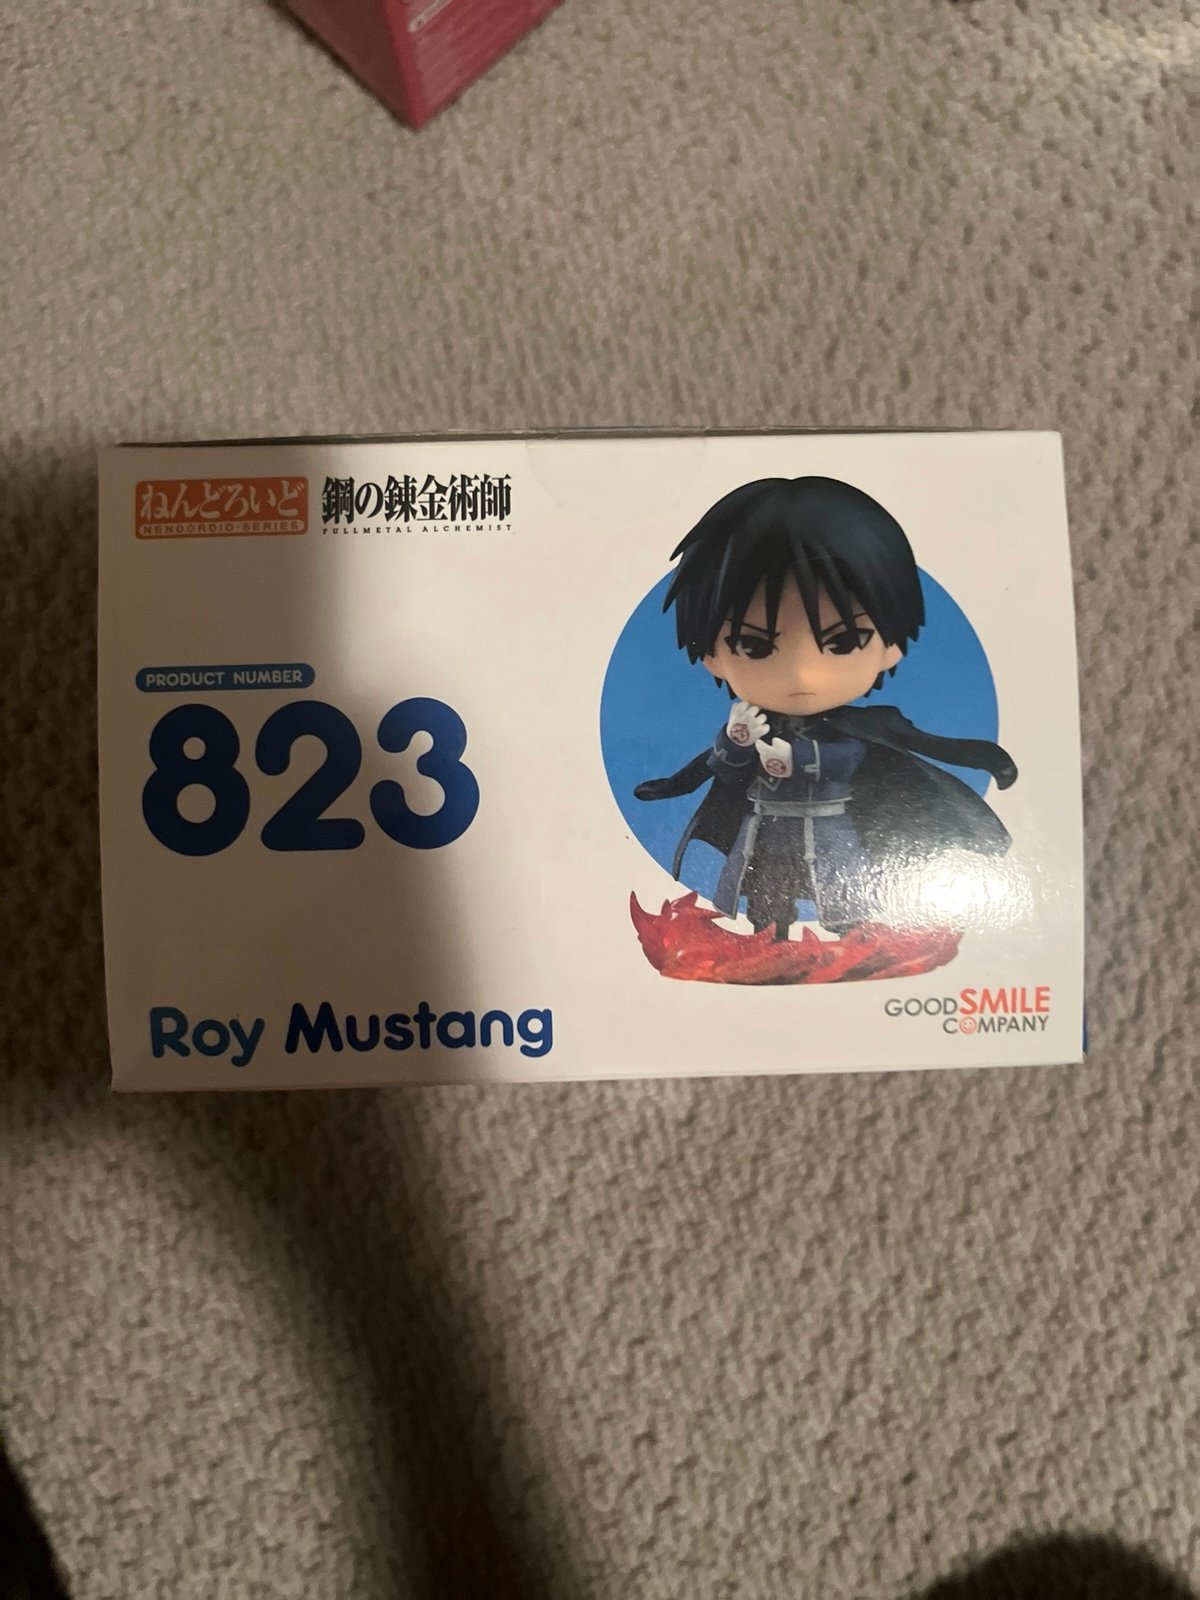 ねんどろいど
NENDOROID SERIES
鋼の錬金術師
FULLMETAL ALCHEMIST
PRODUCT NUMBER
823
Roy Mustang
GOOD SMILE
COMPANY